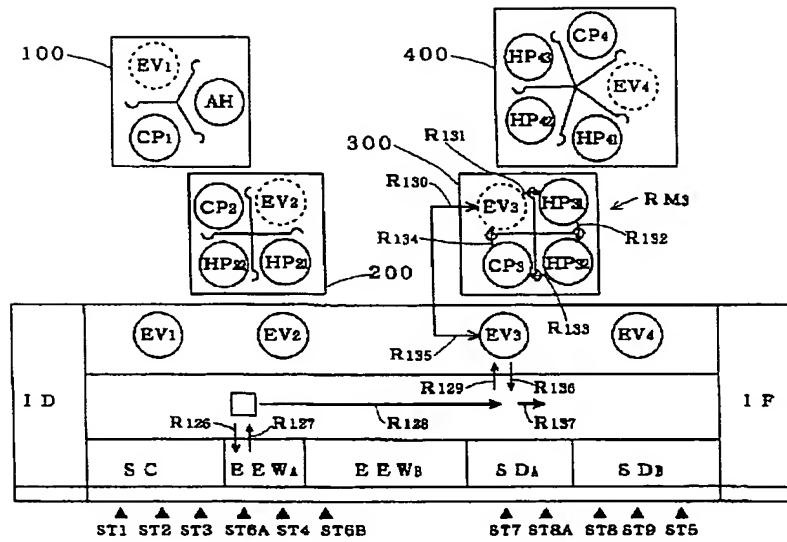 100
EV1
AH
CP1
400
CP4
HP43
EV4
HP42
HP41
R131
300
R130
EV3
HP31
RM3
R134
R132
CP3
HP32
R133
CP2
EV2
HP22
HP21
200
ID
EV1
EV2
EV3
EV4
IF
R135
R129
R136
R126
R127
R128
R137
SC
EEWA
EEWB
SDA
SDB
ST1 ST2 ST3 ST6A ST4 ST6B ST7 ST8A ST8 ST9 ST5